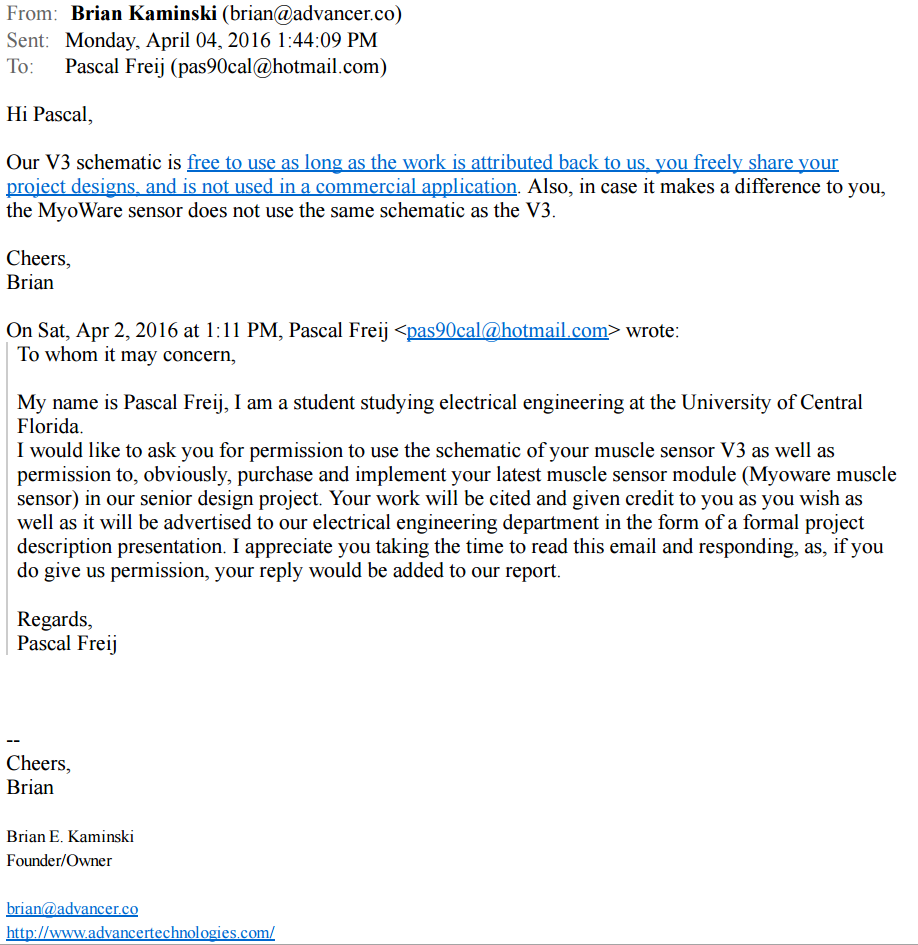 From: Brian Kaminski (brian@advancer.co)
Sent: Monday, April 04, 2016 1:44:09 PM
To: Pascal Freij (pas90cal@hotmail.com)
Hi Pascal,
Our V3 schematic is free to use as long as the work is attributed back to us, you freely share your
project designs, and is not used in a commercial application. Also, in case it makes a difference to you,
the MyoWare sensor does not use the same schematic as the V3.
Cheers,
Brian
On Sat, Apr 2, 2016 at 1:11 PM, Pascal Freij <pas90cal@hotmail.com> wrote:
To whom it may concern,
My name is Pascal Freij, I am a student studying electrical engineering at the University of Central
Florida.
I would like to ask you for permission to use the schematic of your muscle sensor V3 as well as
permission to, obviously, purchase and implement your latest muscle sensor module (Myoware muscle
sensor) in our senior design project. Your work will be cited and given credit to you as you wish as
well as it will be advertised to our electrical engineering department in the form of a formal project
description presentation. I appreciate you taking the time to read this email and responding, as, if you
do give us permission, your reply would be added to our report.
Regards,
Pascal Freij
--
Cheers,
Brian
Brian E. Kaminski
Founder/Owner
brian@advancer.co
http://www.advancertechnologies.com/